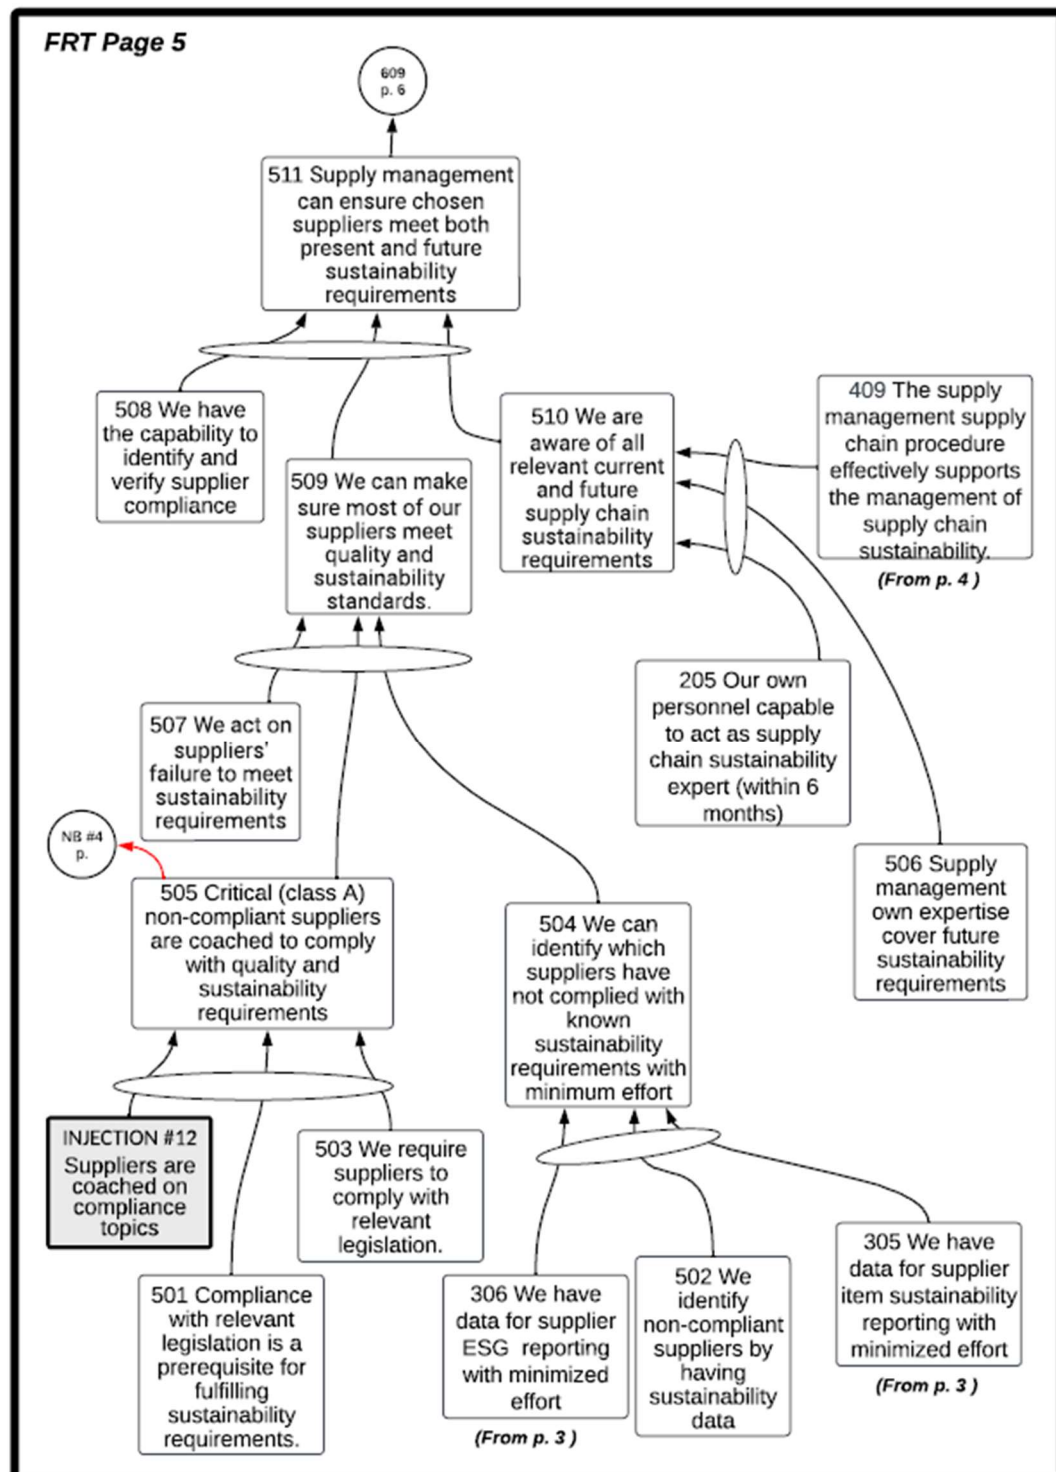 FRT Page 5
609
p. 6
511 Supply management
can ensure chosen
suppliers meet both
present and future
sustainability
requirements
508 We have
the capability to
identify and
verify supplier
compliance
509 We can make
sure most of our
suppliers meet
quality and
sustainability
standards.
510 We are
aware of all
relevant current
and future
supply chain
sustainability
requirements
409 The supply
management supply
chain procedure
effectively supports
the management of
supply chain
sustainability.
(From p. 4 )
205 Our own
personnel capable
to act as supply
chain sustainability
expert (within 6
months)
507 We act on
suppliers’
failure to meet
sustainability
requirements
NB #4
p.
505 Critical (class A)
non-compliant suppliers
are coached to comply
with quality and
sustainability
requirements
504 We can
identify which
suppliers have
not complied with
known
sustainability
requirements with
minimum effort
506 Supply
management
own expertise
cover future
sustainability
requirements
INJECTION #12
Suppliers are
coached on
compliance
topics
503 We require
suppliers to
comply with
relevant
legislation.
501 Compliance
with relevant
legislation is a
prerequisite for
fulfilling
sustainability
requirements.
306 We have
data for supplier
ESG reporting
with minimized
effort
(From p. 3 )
502 We
identify
non-compliant
suppliers by
having
sustainability
data
305 We have
data for supplier
item sustainability
reporting with
minimized effort
(From p. 3 )